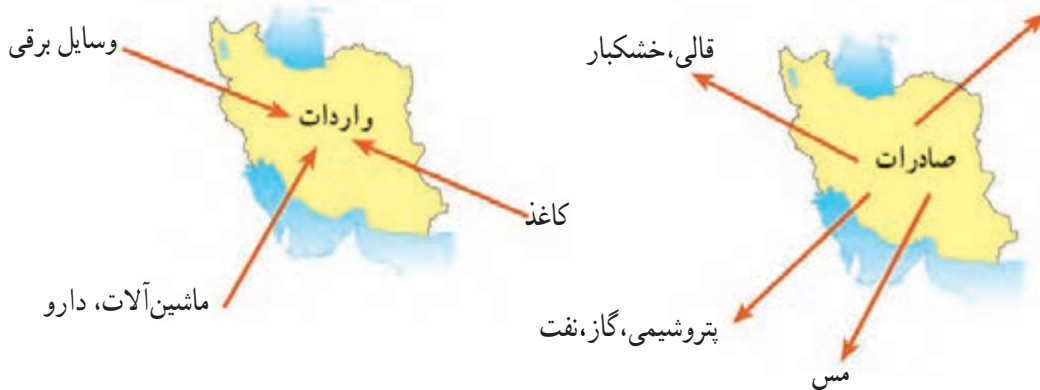 قالی،خشکبار
صادرات
پتروشیمی،گاز،نفت
مس
وسایل برقی
واردات
کاغذ
ماشین‌آلات، دارو